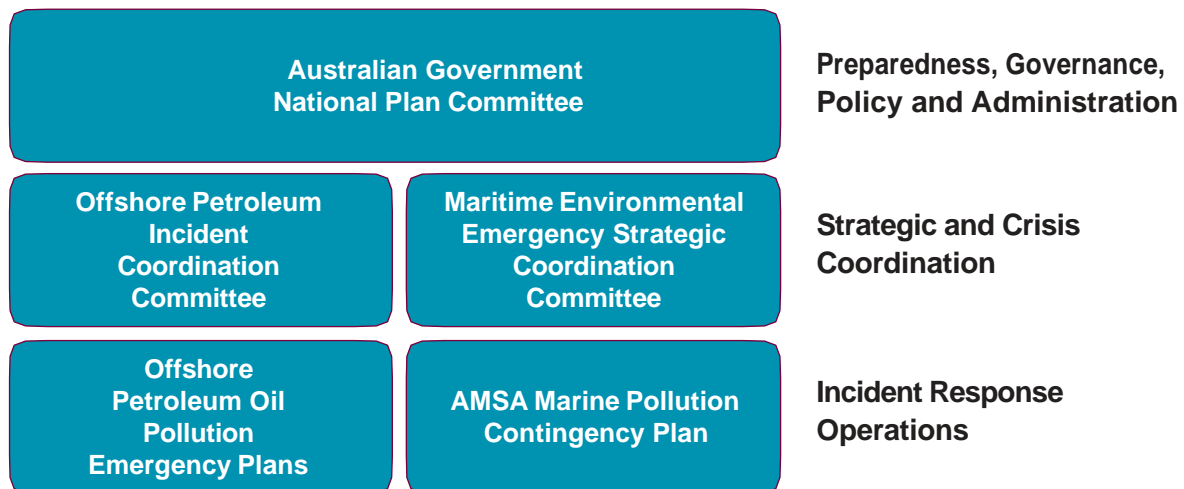 Australian Government
National Plan Committee
Preparedness, Governance,
Policy and Administration
Offshore Petroleum
Incident
Coordination
Committee
Maritime Environmental
Emergency Strategic
Coordination
Committee
Strategic and Crisis
Coordination
Offshore
Petroleum Oil
Pollution
Emergency Plans
AMSA Marine Pollution
Contingency Plan
Incident Response
Operations